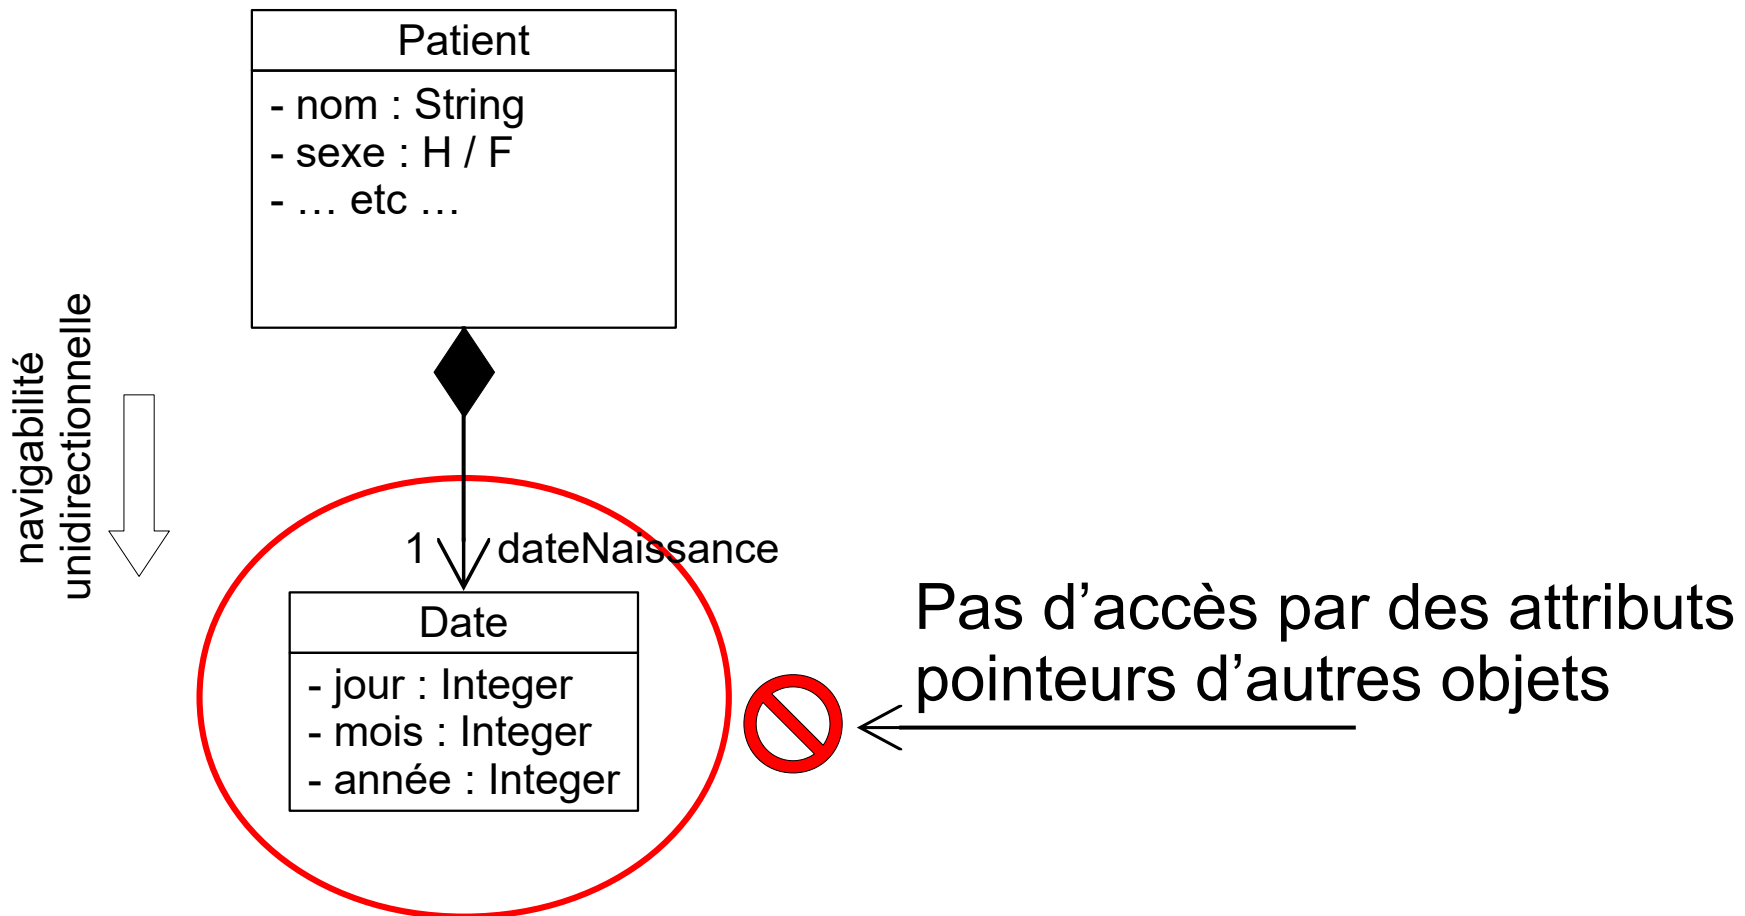 Patient
- nom : String
- sexe : H / F
- … etc …
navigabilité
unidirectionnelle
1 dateNaissance
Date
- jour : Integer
- mois : Integer
- année : Integer
Pas d’accès par des attributs
pointeurs d’autres objets